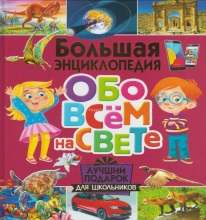 Большая
ЭНЦИКЛОПЕДИЯ
ОБО
ВСЁМ на
СВЕТЕ
ЛУЧШИЙ
ПОДАРОК
ДЛЯ ШКОЛЬНИКОВ